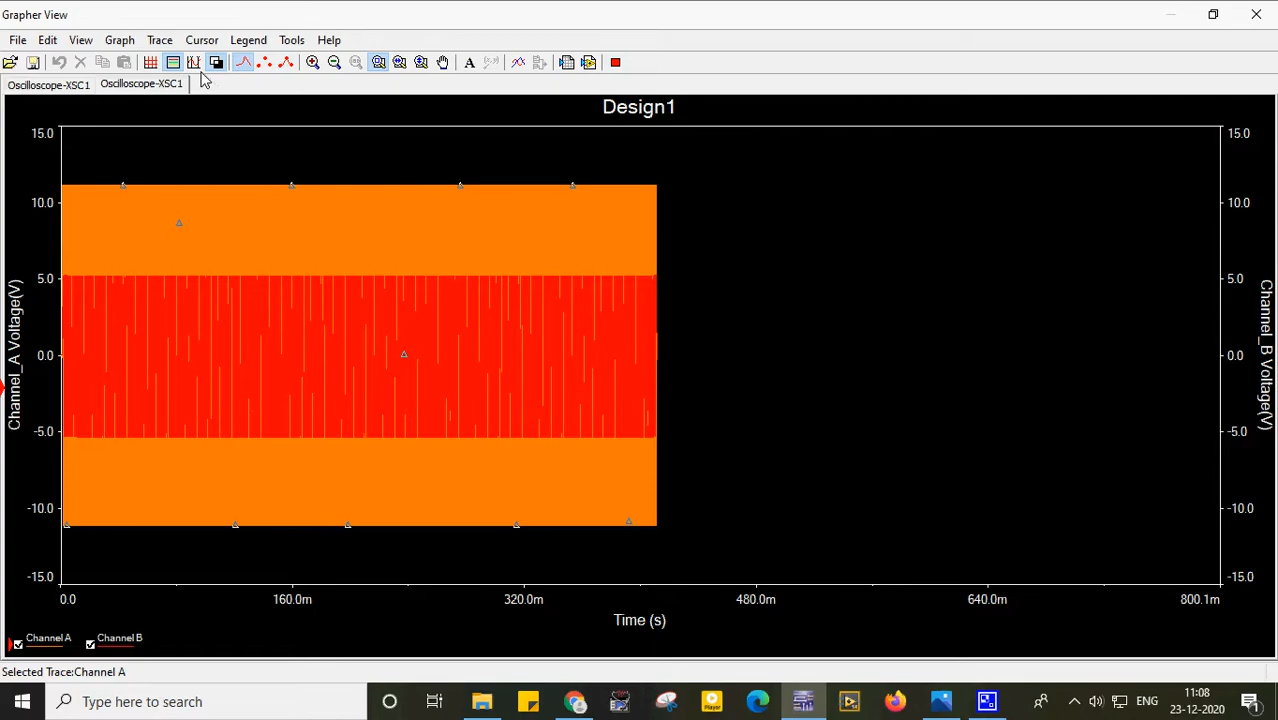 Grapher View
File Edit View Graph Trace Cursor Legend Tools Help
A
Oscilloscope-XSC1 Oscilloscope-XSC1
Design1
15.0 15.0
10.0 10.0
5.0 5.0
Channel_A Voltage(V)
Channel_B Voltage(V)
0.0 0.0
-5.0 -5.0
-10.0 -10.0
-15.0 -15.0
0.0 160.0m 320.0m 480.0m 640.0m 800.1m
Time (s)
Channel A Channel B
Selected Trace:Channel A
Type here to search
Player
ENG
11:08
23-12-2020
1